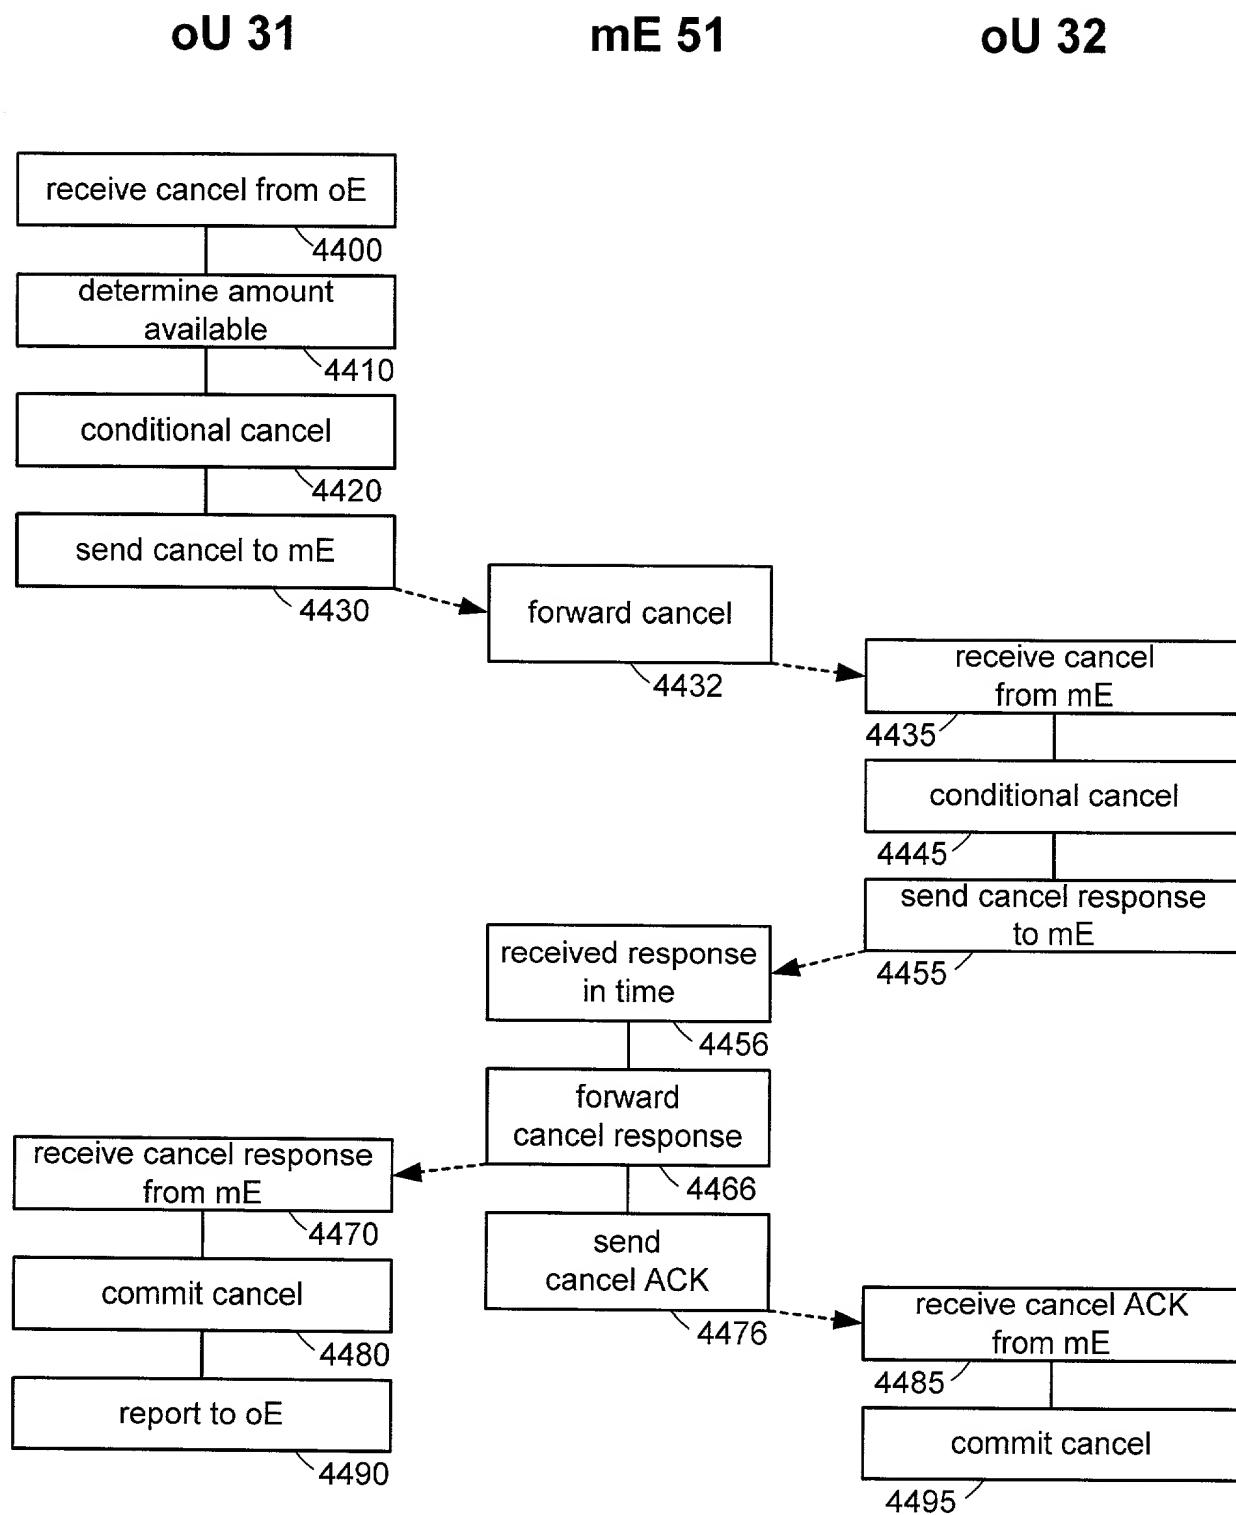 oU 31
mE 51
oU 32
receive cancel from oE
4400
determine amount
available
4410
conditional cancel
4420
send cancel to mE
4430
forward cancel
4432
receive cancel
from mE
4435
conditional cancel
4445
send cancel response
to mE
4455
received response
in time
4456
forward
cancel response
4466
receive cancel response
from mE
4470
send
cancel ACK
4476
commit cancel
4480
receive cancel ACK
from mE
4485
report to oE
4490
commit cancel
4495